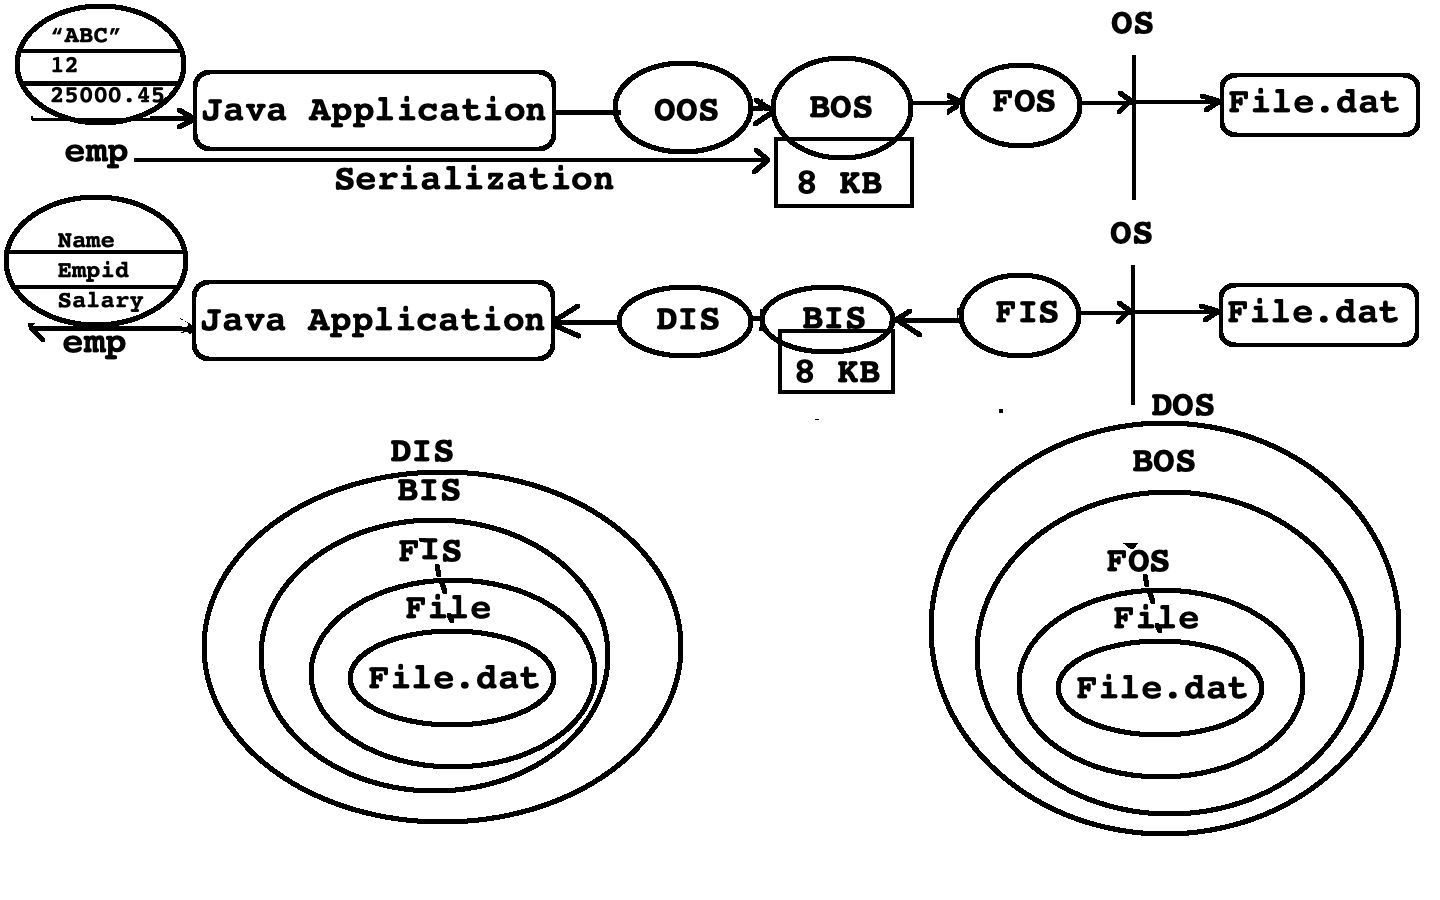 OS
"ABC"
12
25000.45
Java Application
OOS
BOS
FOS
File.dat
emp
Serialization
8 KB
OS
Name
Empid
Salary
Java Application
DIS
BIS
FIS
File.dat
emp
8 KB
DOS
DIS
BOS
BIS
FIS
FOS
File
File
File.dat
File.dat